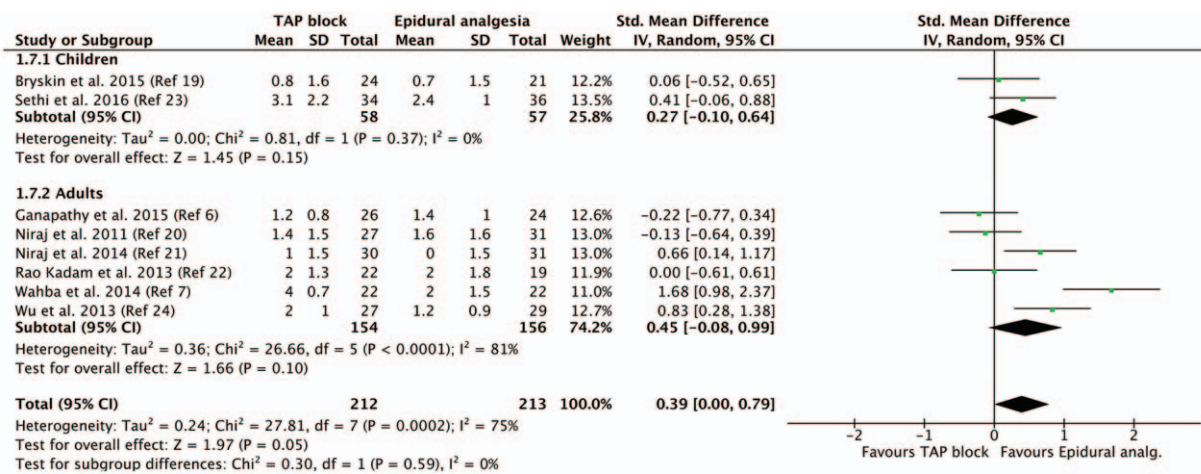 TAP block Epidural analgesia Std. Mean Difference Std. Mean Difference
Study or Subgroup Mean SD Total Mean SD Total Weight IV, Random, 95% CI IV, Random, 95% CI
1.7.1 Children
Bryskin et al. 2015 (Ref 19) 0.8 1.6 24 0.7 1.5 21 12.2% 0.06 [-0.52, 0.65]
Sethi et al. 2016 (Ref 23) 3.1 2.2 34 2.4 1 36 13.5% 0.41 [-0.06, 0.88]
Subtotal (95% CI) 58 57 25.8% 0.27 [-0.10, 0.64]
Heterogeneity: Tau² = 0.00; Chi² = 0.81, df = 1 (P = 0.37); I² = 0%
Test for overall effect: Z = 1.45 (P = 0.15)
1.7.2 Adults
Ganapathy et al. 2015 (Ref 6) 1.2 0.8 26 1.4 1 24 12.6% -0.22 [-0.77, 0.34]
Niraj et al. 2011 (Ref 20) 1.4 1.5 27 1.6 1.6 31 13.0% -0.13 [-0.64, 0.39]
Niraj et al. 2014 (Ref 21) 1 1.5 30 0 1.5 31 13.0% 0.66 [0.14, 1.17]
Rao Kadam et al. 2013 (Ref 22) 2 1.3 22 2 1.8 19 11.9% 0.00 [-0.61, 0.61]
Wahba et al. 2014 (Ref 7) 4 0.7 22 2 1.5 22 11.0% 1.68 [0.98, 2.37]
Wu et al. 2013 (Ref 24) 2 1 27 1.2 0.9 29 12.7% 0.83 [0.28, 1.38]
Subtotal (95% CI) 154 156 74.2% 0.45 [-0.08, 0.99]
Heterogeneity: Tau² = 0.36; Chi² = 26.66, df = 5 (P < 0.0001); I² = 81%
Test for overall effect: Z = 1.66 (P = 0.10)
Total (95% CI) 212 213 100.0% 0.39 [0.00, 0.79]
Heterogeneity: Tau² = 0.24; Chi² = 27.81, df = 7 (P = 0.0002); I² = 75%
Test for overall effect: Z = 1.97 (P = 0.05)
Test for subgroup differences: Chi² = 0.30, df = 1 (P = 0.59), I² = 0%
-2 -1 0 1 2
Favours TAP block Favours Epidural analg.